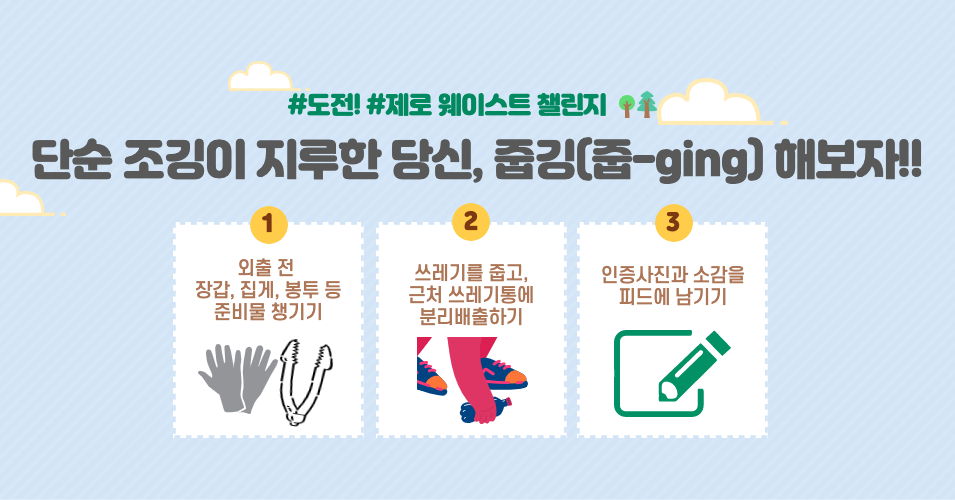 #도전! #제로 웨이스트 챌린지
단순 조깅이 지루한 당신, 줍깅(줍-ging) 해보자!!
1
외출 전
장갑, 집게, 봉투 등
준비물 챙기기
2
쓰레기를 줍고,
근처 쓰레기통에
분리배출하기
3
인증사진과 소감을
피드에 남기기